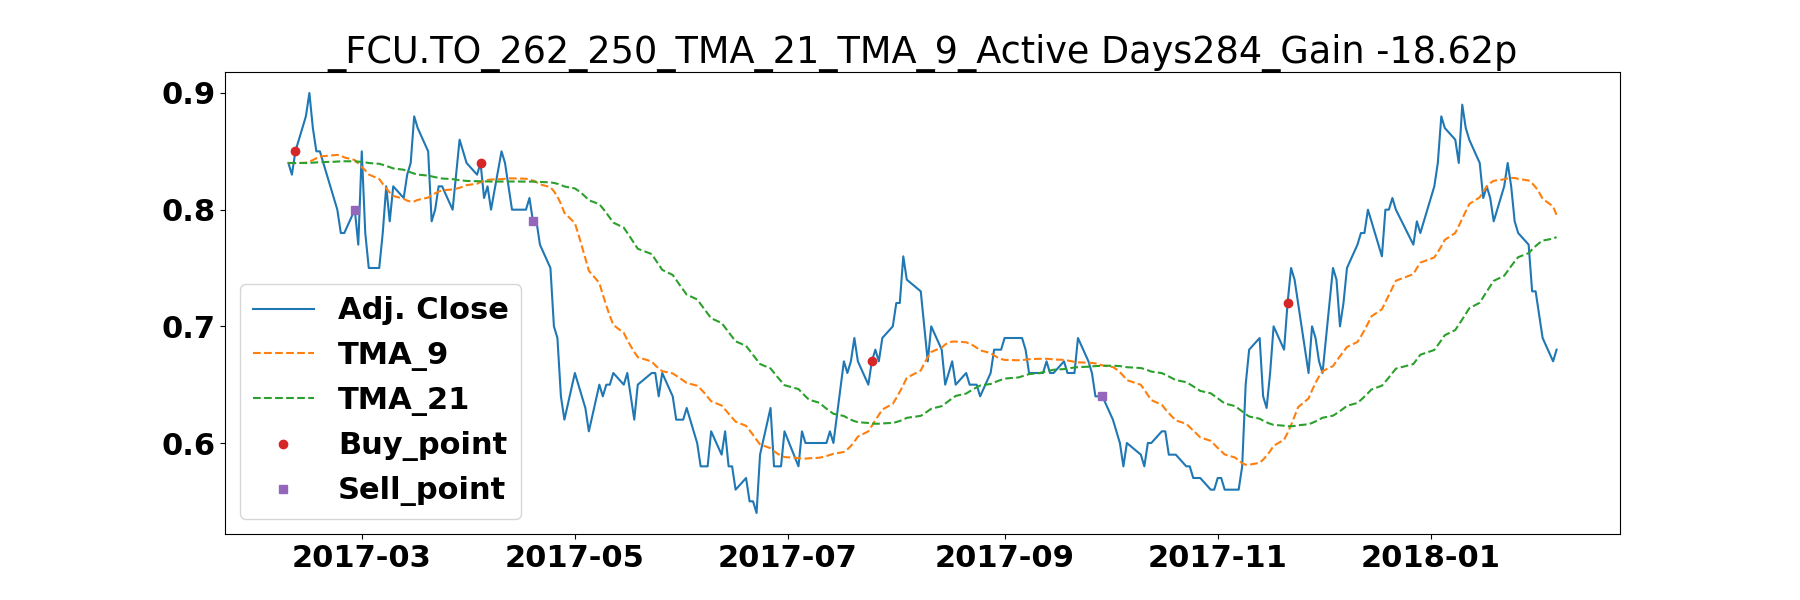 _FCU.TO_262_250_TMA_21_TMA_9_Active Days284_Gain -18.62p
0.9
0.8
0.7
0.6
Adj. Close
TMA_9
TMA_21
Buy_point
Sell_point
2017-03 2017-05 2017-07 2017-09 2017-11 2018-01